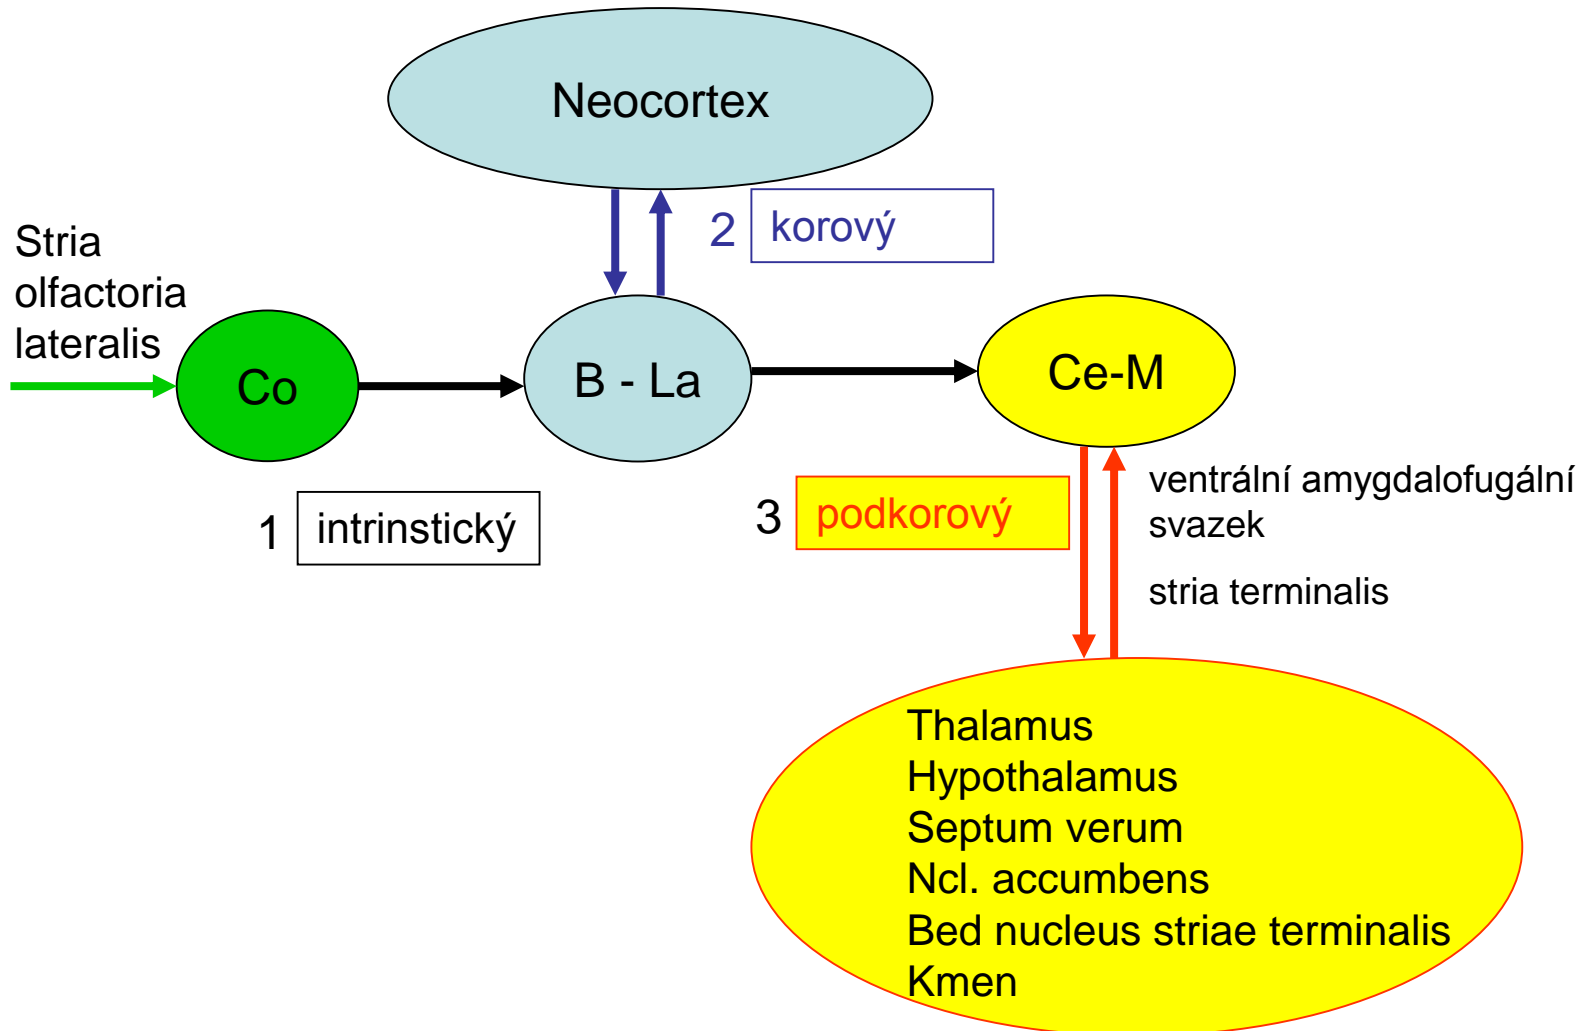 Neocortex
2 korový
Stria
olfactoria
lateralis
Co
B - La
Ce-M
1 intrinstický
3 podkorový
ventrální amygdalofugální
svazek
stria terminalis
Thalamus
Hypothalamus
Septum verum
Ncl. accumbens
Bed nucleus striae terminalis
Kmen